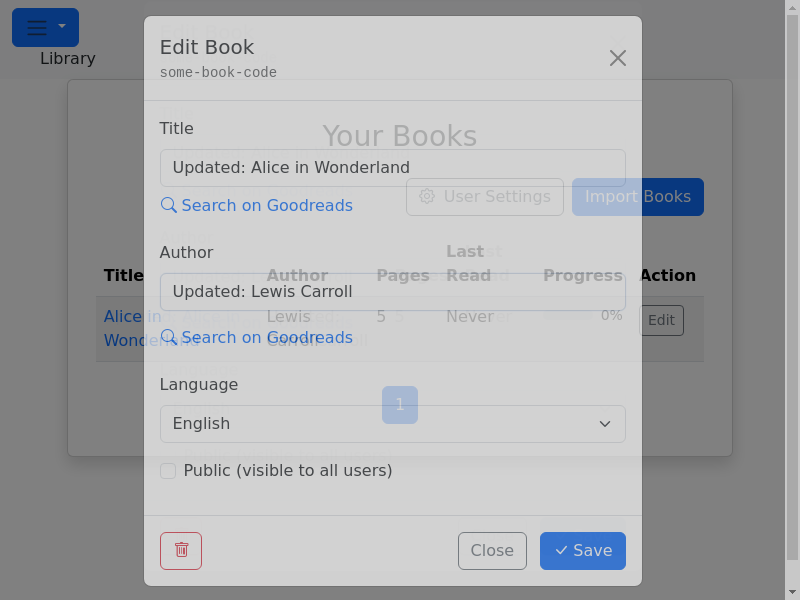 Library
Edit Book
some-book-code
Title
Updated: Alice in Wonderland
Search on Goodreads
Author
Updated: Lewis Carroll
Search on Goodreads
Language
English
Public (visible to all users)
Close
Save
Your Books
User Settings
Import Books
Title
Author
Pages
Last Read
Progress
Action
Alice in Wonderland
Lewis Carroll
5
Never
0%
Edit
1